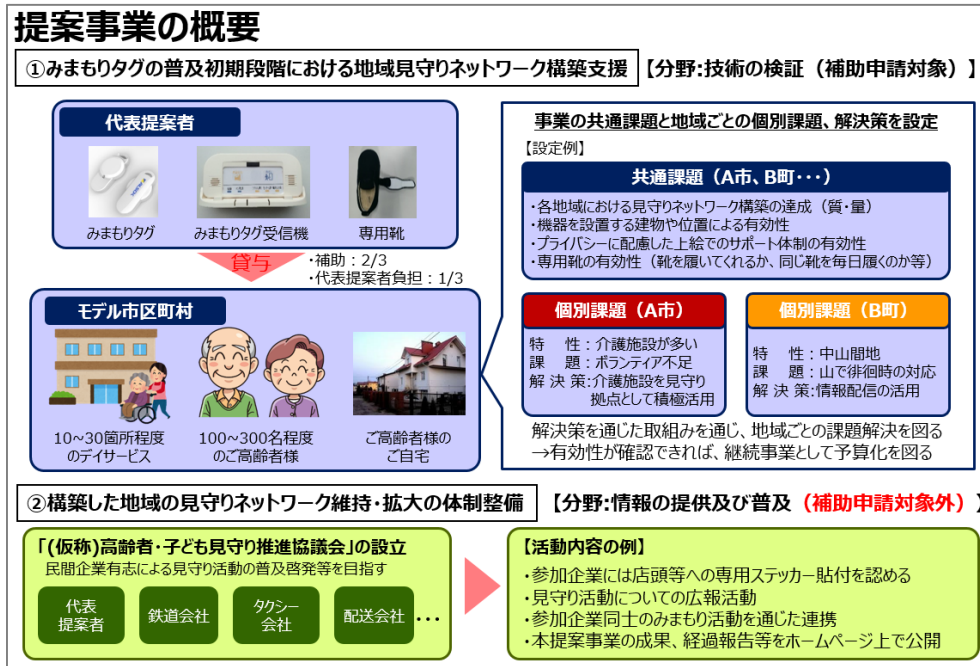 提案事業の概要
①みまもりタグの普及初期段階における地域見守りネットワーク構築支援
【分野:技術の検証（補助申請対象）】
代表提案者
みまもりタグ
みまもりタグ受信機
専用靴
貸与
・補助：2/3
・代表提案者負担：1/3
モデル市区町村
10~30箇所程度
のデイサービス
100~300名程度
のご高齢者様
ご高齢者様の
ご自宅
事業の共通課題と地域ごとの個別課題、解決策を設定
【設定例】
共通課題（A市、B町・・・）
・各地域における見守りネットワーク構築の達成（質・量）
・機器を設置する建物や位置による有効性
・プライバシーに配慮した上絵でのサポート体制の有効性
・専用靴の有効性（靴を履いてくれるか、同じ靴を毎日履くのか等）
個別課題（A市）
特　性：介護施設が多い
課　題：ボランティア不足
解決策:介護施設を見守り
拠点として積極活用
個別課題（B町）
特　性：中山間地
課　題：山で徘徊時の対応
解決策:情報配信の活用
解決策を通じた取組みを通じ、地域ごとの課題解決を図る
→有効性が確認できれば、継続事業として予算化を図る
②構築した地域の見守りネットワーク維持・拡大の体制整備
【分野:情報の提供及び普及（補助申請対象外）】
「(仮称)高齢者・子ども見守り推進協議会」の設立
民間企業有志による見守り活動の普及啓発等を目指す
代表
提案者
鉄道会社
タクシー
会社
配送会社
・・・
【活動内容の例】
・参加企業には店頭等への専用ステッカー貼付を認める
・見守り活動についての広報活動
・参加企業同士のみまもり活動を通じた連携
・本提案事業の成果、経過報告等をホームページ上で公開